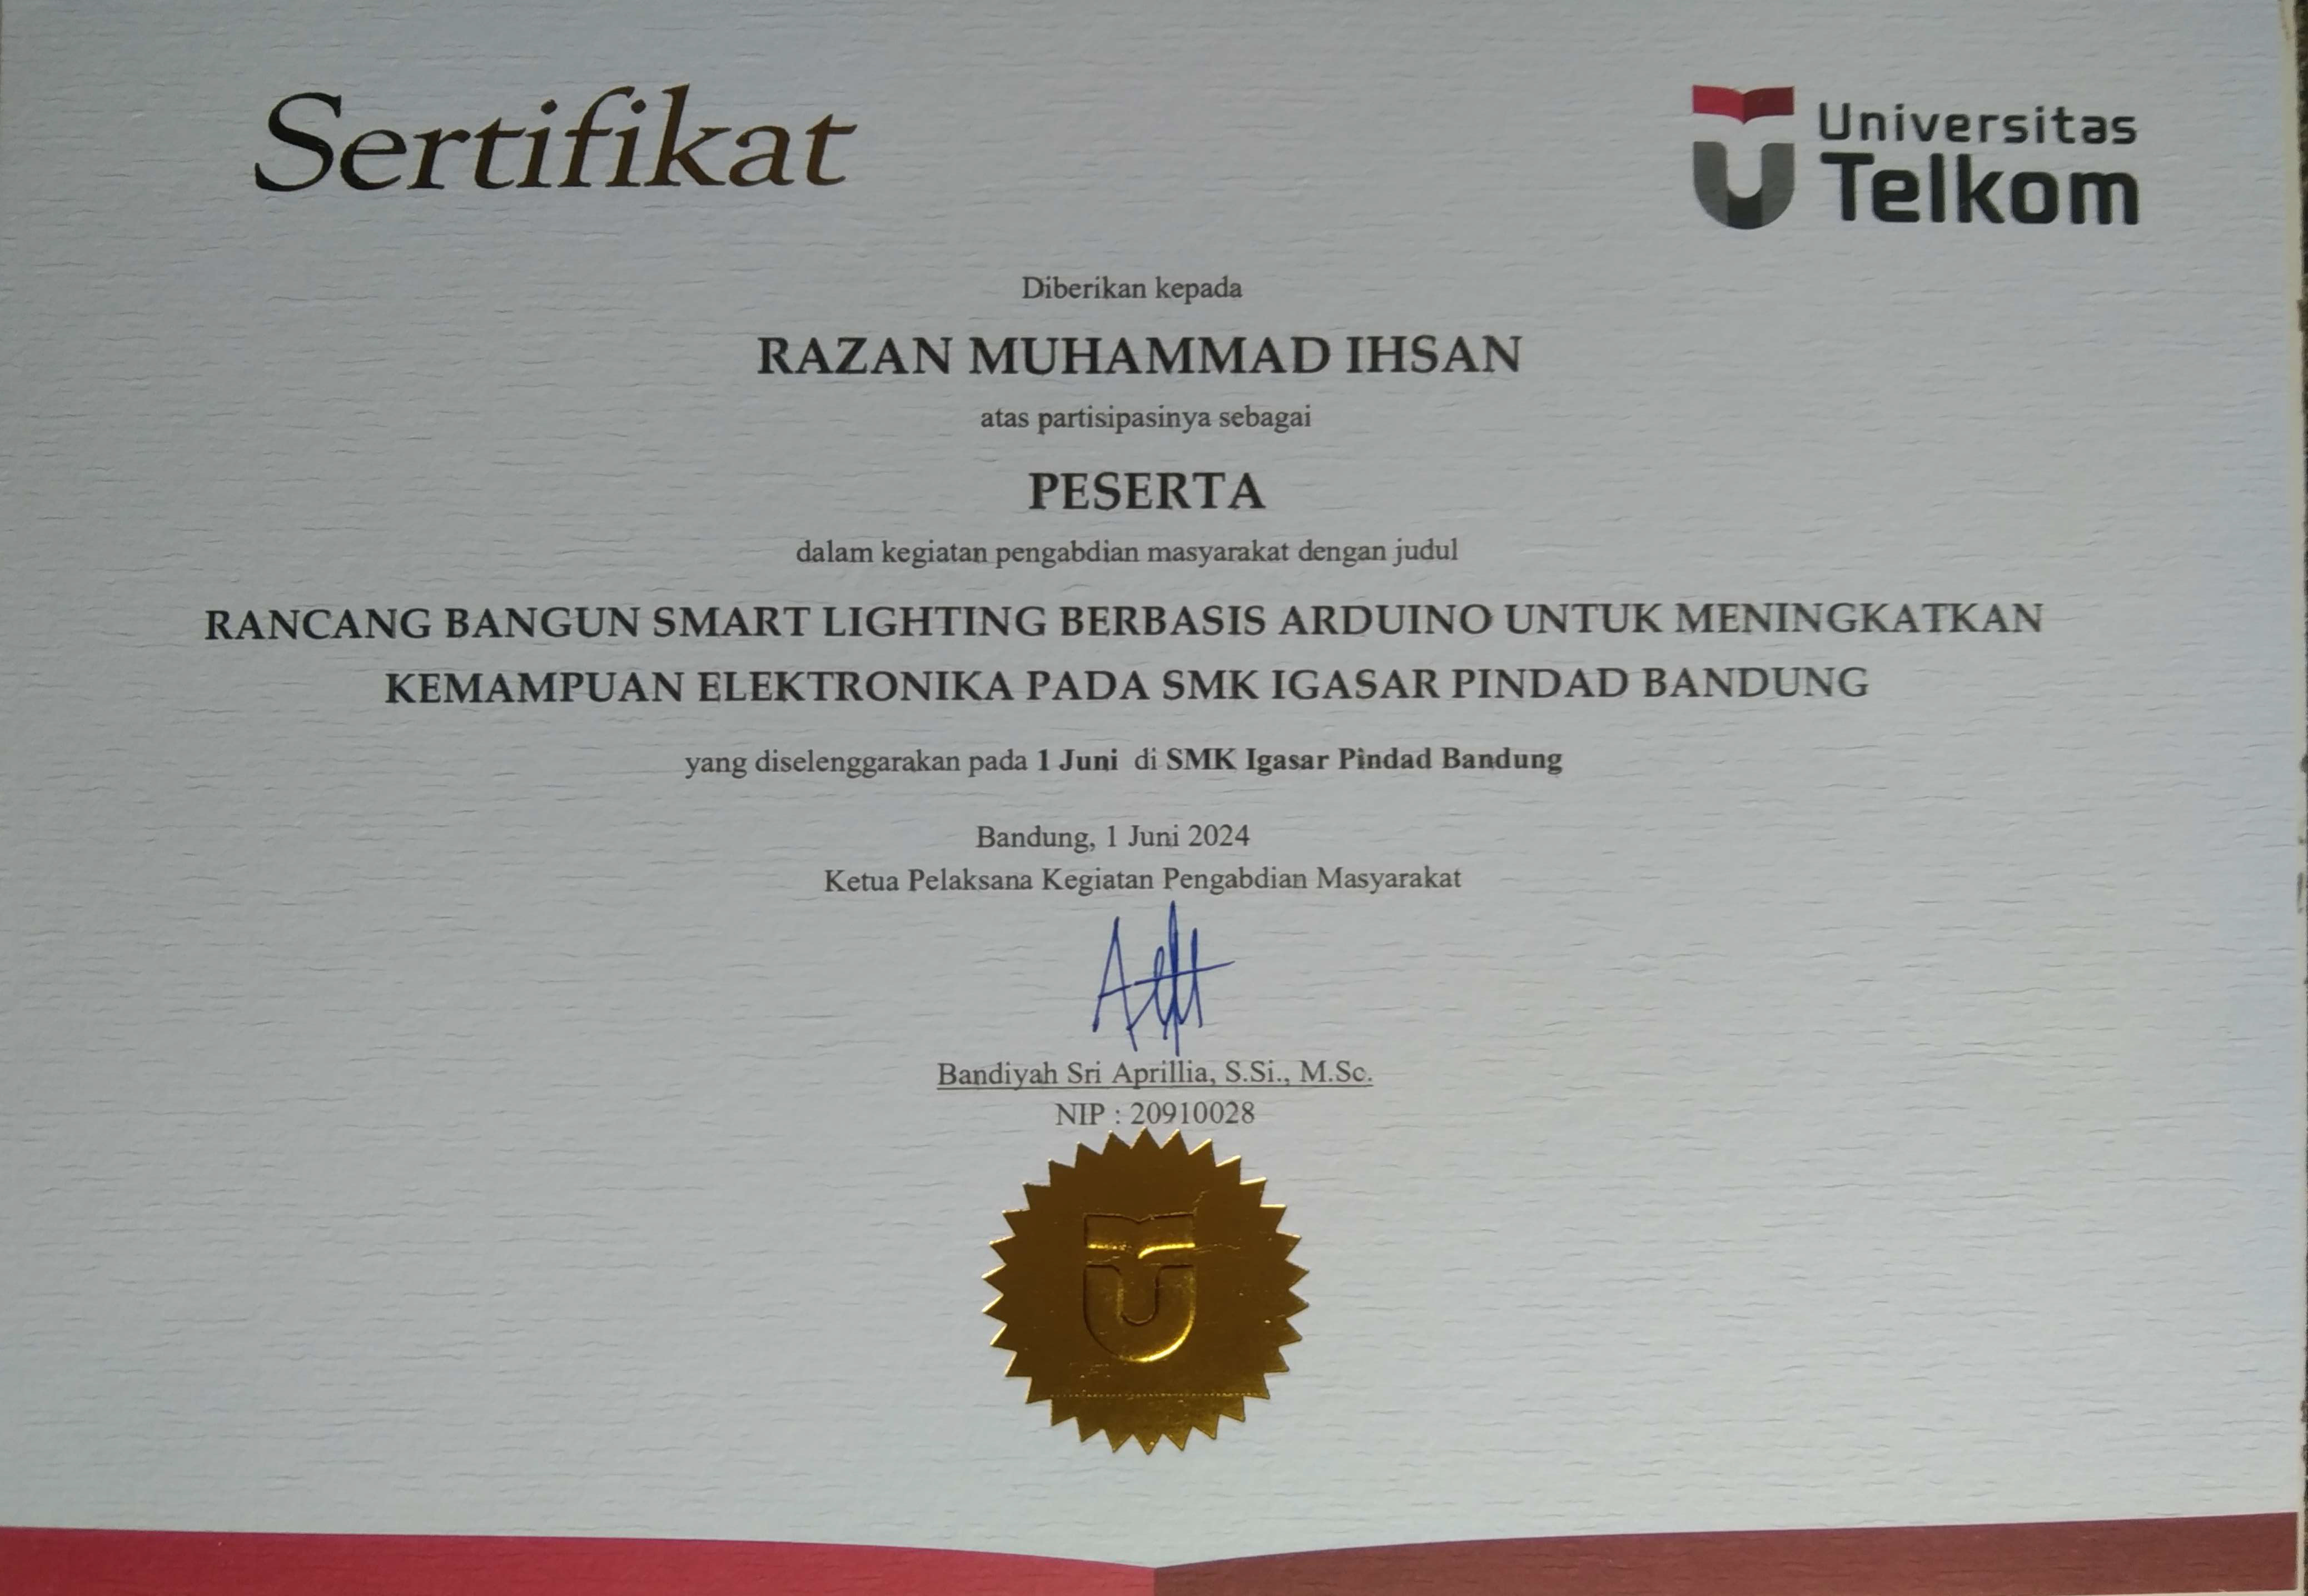 Sertifikat
Universitas
Telkom
Diberikan kepada
RAZAN MUHAMMAD IHSAN
atas partisipasinya sebagai
PESERTA
dalam kegiatan pengabdian masyarakat dengan judul
RANCANG BANGUN SMART LIGHTING BERBASIS ARDUINO UNTUK MENINGKATKAN
KEMAMPUAN ELEKTRONIKA PADA SMK IGASAR PINDAD BANDUNG
yang diselenggarakan pada 1 Juni di SMK Igasar Pindad Bandung
Bandung, 1 Juni 2024
Ketua Pelaksana Kegiatan Pengabdian Masyarakat
Bandiyah Sri Aprillia, S.Si., M.Sc.
NIP : 20910028